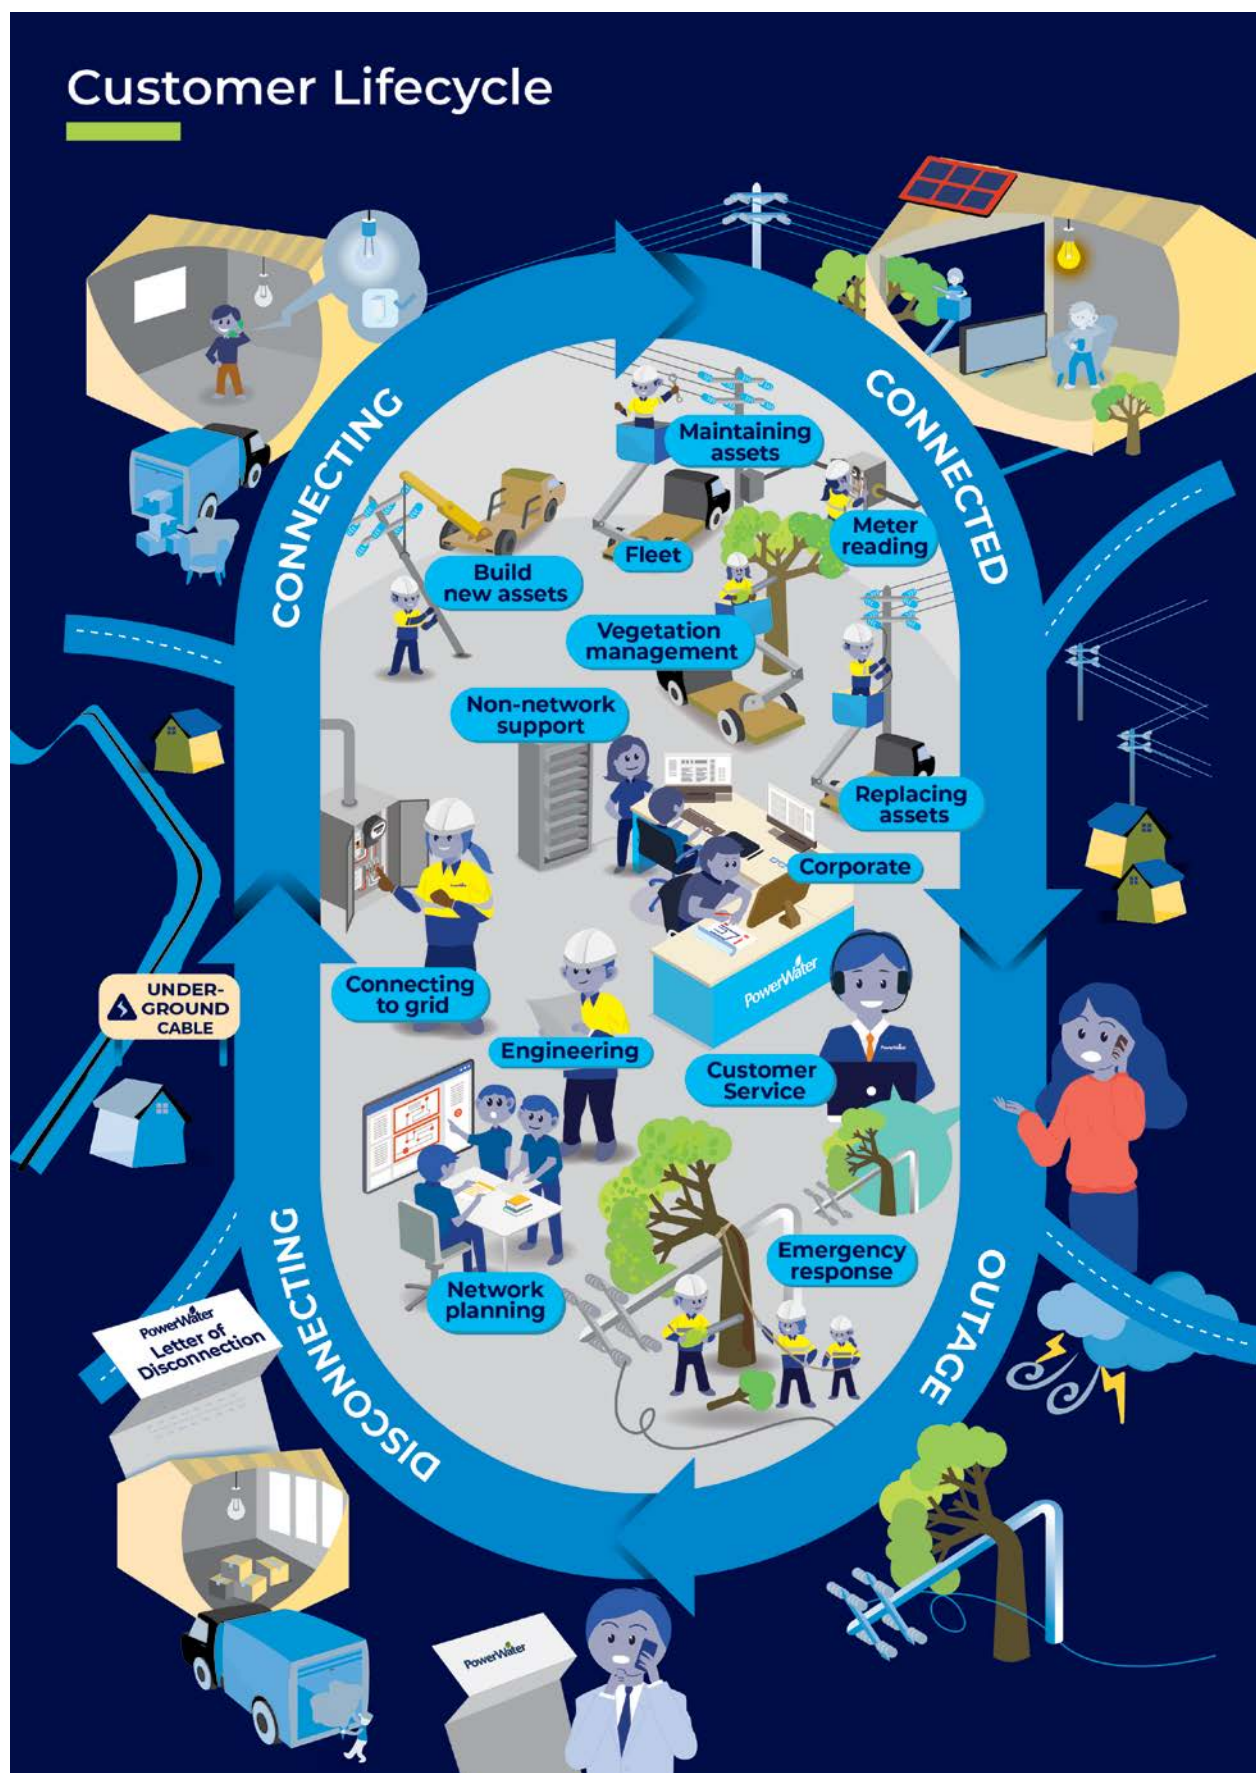 Customer Lifecycle
CONNECTING
CONNECTED
Maintaining
assets
Meter
reading
Fleet
Build
new assets
Vegetation
management
Non-network
support
Replacing
assets
Corporate
PowerWater
Connecting
to grid
UNDER-
GROUND
CABLE
Engineering
Customer
Service
Emergency
response
Network
planning
OUTAGE
DISCONNECTING
PowerWater
Letter of
Disconnection
PowerWater